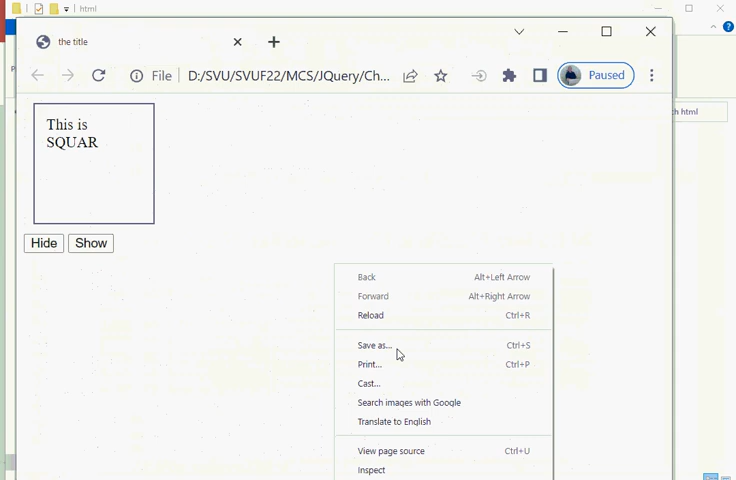 html
the title
File D:/SVU/SVUF22/MCS/JQuery/Ch... Paused
This is
SQUAR
Hide Show
Back Alt+Left Arrow
Forward Alt+Right Arrow
Reload Ctrl+R
Save as... Ctrl+S
Print... Ctrl+P
Cast...
Search images with Google
Translate to English
View page source Ctrl+U
Inspect
h html